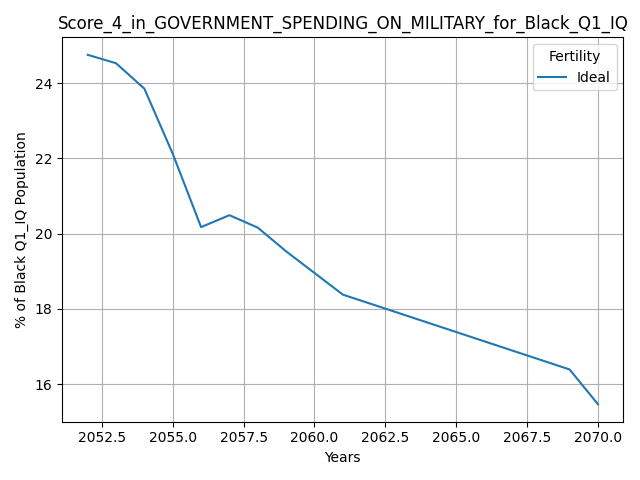 Score_4_in_GOVERNMENT_SPENDING_ON_MILITARY_for_Black_Q1_IQ
Fertility
Ideal
24
22
20
18
16
% of Black Q1_IQ Population
2052.5 2055.0 2057.5 2060.0 2062.5 2065.0 2067.5 2070.0
Years